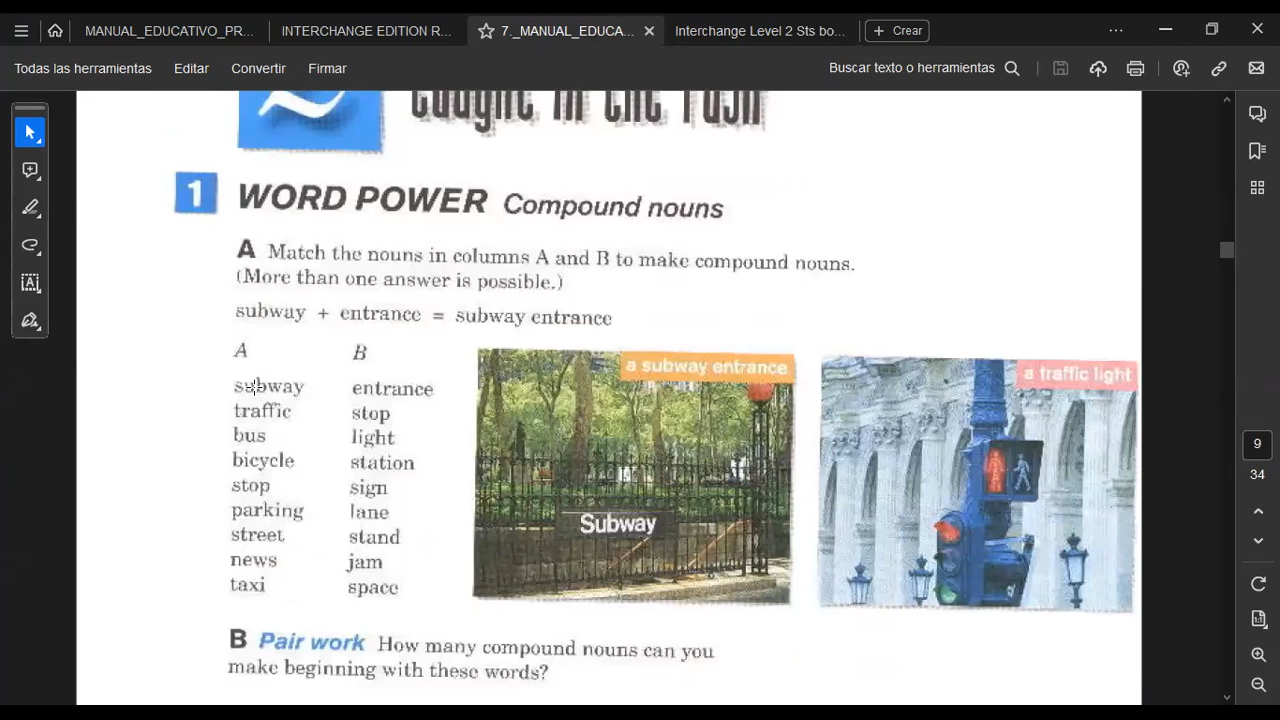 MANUAL_EDUCATIVO_PR...
INTERCHANGE EDITION R...
7._MANUAL_EDUCA...
Interchange Level 2 Sts bo...
Crear
Todas las herramientas
Editar
Convertir
Firmar
Buscar texto o herramientas
caught in the rush
1 WORD POWER Compound nouns
A Match the nouns in columns A and B to make compound nouns.
(More than one answer is possible.)
subway + entrance = subway entrance
A B
subway entrance
traffic stop
bus light
bicycle station
stop sign
parking lane
street stand
news jam
taxi space
a subway entrance
Subway
a traffic light
B Pair work How many compound nouns can you
make beginning with these words?
9
34